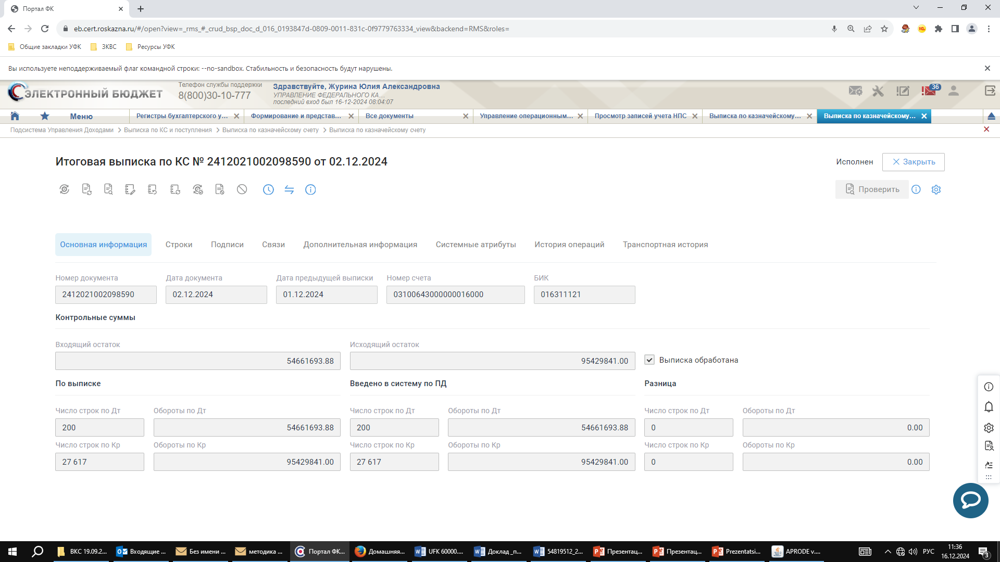 Портал ФК
eb.cert.roskazna.ru/#/open?view=_rms_#_crud_bsp_doc_d_016_0193847d-0809-0011-831c-0f9779763334_view&backend=RMS&roles=
Общие закладки УФК ЗКВС Ресурсы УФК
Вы используете неподдерживаемый флаг командной строки: --no-sandbox. Стабильность и безопасность будут нарушены.
ЭЛЕКТРОННЫЙ БЮДЖЕТ
Телефон службы поддержки
8(800)30-10-777
Здравствуйте, Журина Юлия Александровна
УПРАВЛЕНИЕ ФЕДЕРАЛЬНОГО КА...
последний вход был 16-12-2024 08:04:07
36
Меню Регистры бухгалтерского у... Формирование и представ... Все документы Управление операционным... Просмотр записей учета НПС Выписка по казначейскому... Выписка по казначейскому...
Подсистема Управления Доходами Выписка по КС и поступления Выписка по казначейскому счету Выписка по казначейскому счету
Итоговая выписка по КС № 2412021002098590 от 02.12.2024
Исполнен Закрыть
Проверить
Основная информация Строки Подписи Связи Дополнительная информация Системные атрибуты История операций Транспортная история
Номер документа Дата документа Дата предыдущей выписки Номер счета БИК
2412021002098590 02.12.2024 01.12.2024 03100643000000016000 016311121
Контрольные суммы
Входящий остаток Исходящий остаток
54661693.88 95429841.00 Выписка обработана
По выписке Введено в систему по ПД Разница
Число строк по Дт Обороты по Дт Число строк по Дт Обороты по Дт Число строк по Дт Обороты по Дт
200 54661693.88 200 54661693.88 0 0.00
Число строк по Кр Обороты по Кр Число строк по Кр Обороты по Кр Число строк по Кр Обороты по Кр
27 617 95429841.00 27 617 95429841.00 0 0.00
ВКС 19.09.2... Входящие ... Без имени ... методика ... Портал ФК... Домашняя... UFK 60000.... Доклад _п... 54819512_2... Презентац... Презентац... Prezentatsi... APRODE v....
РУС
11:36
16.12.2024
3